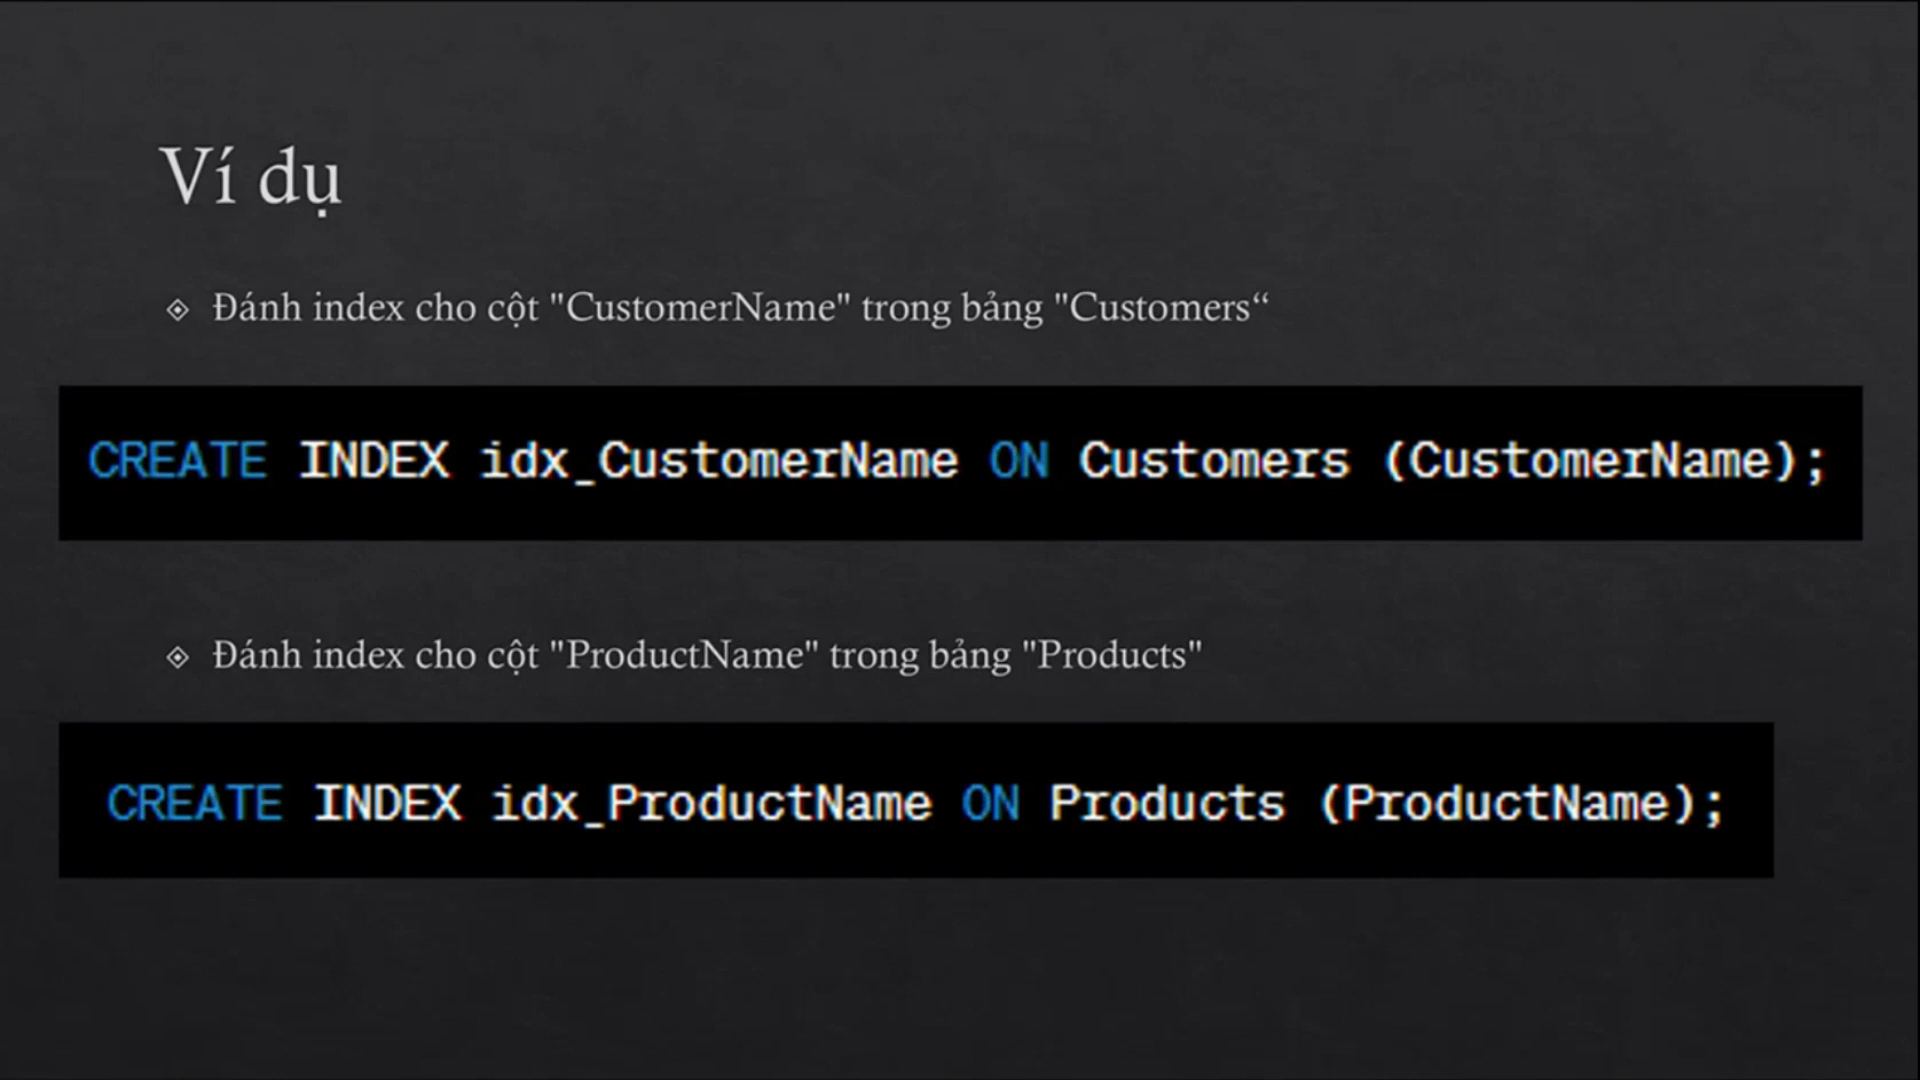 Ví dụ
Đánh index cho cột "CustomerName" trong bảng "Customers“
CREATE INDEX idx_CustomerName ON Customers (CustomerName);
Đánh index cho cột "ProductName" trong bảng "Products"
CREATE INDEX idx_ProductName ON Products (ProductName);